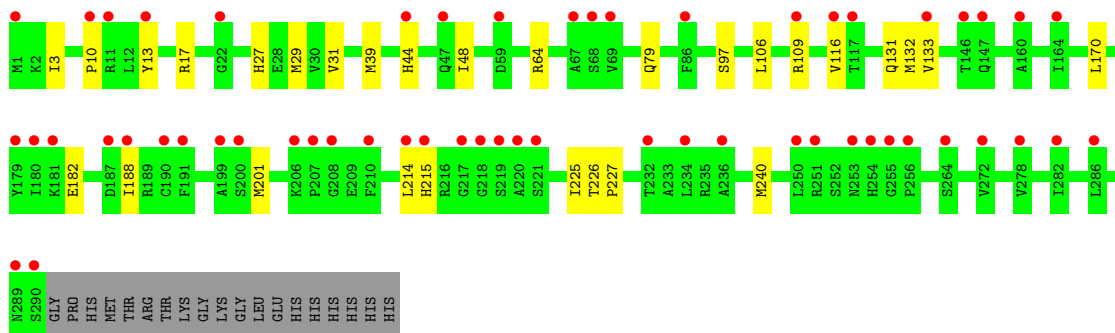 M1 K2 I3 P10 R11 L12 Y13 R17 G22 H27 E28 M29 V30 V31 M39 H44 Q47 I48 D59 R64 A67 S68 V69 Q79 F86 S97 L106 R109 V116 T117 Q131 M132 V133 T146 Q147 A160 I164 L170
Y179 I180 K181 E182 D187 I188 R189 C190 F191 A199 S200 M201 K206 P207 G208 E209 F210 L214 H215 R216 G217 G218 S219 A220 S221 I225 T226 P227 T232 A233 L234 R235 A236 M240 L250 R251 S252 N253 H254 G255 P256 S264 V272 V278 I282 L286
N289 S290 GLY PRO HIS MET THR ARG THR LYS GLY LYS GLY LEU GLU HIS HIS HIS HIS HIS HIS